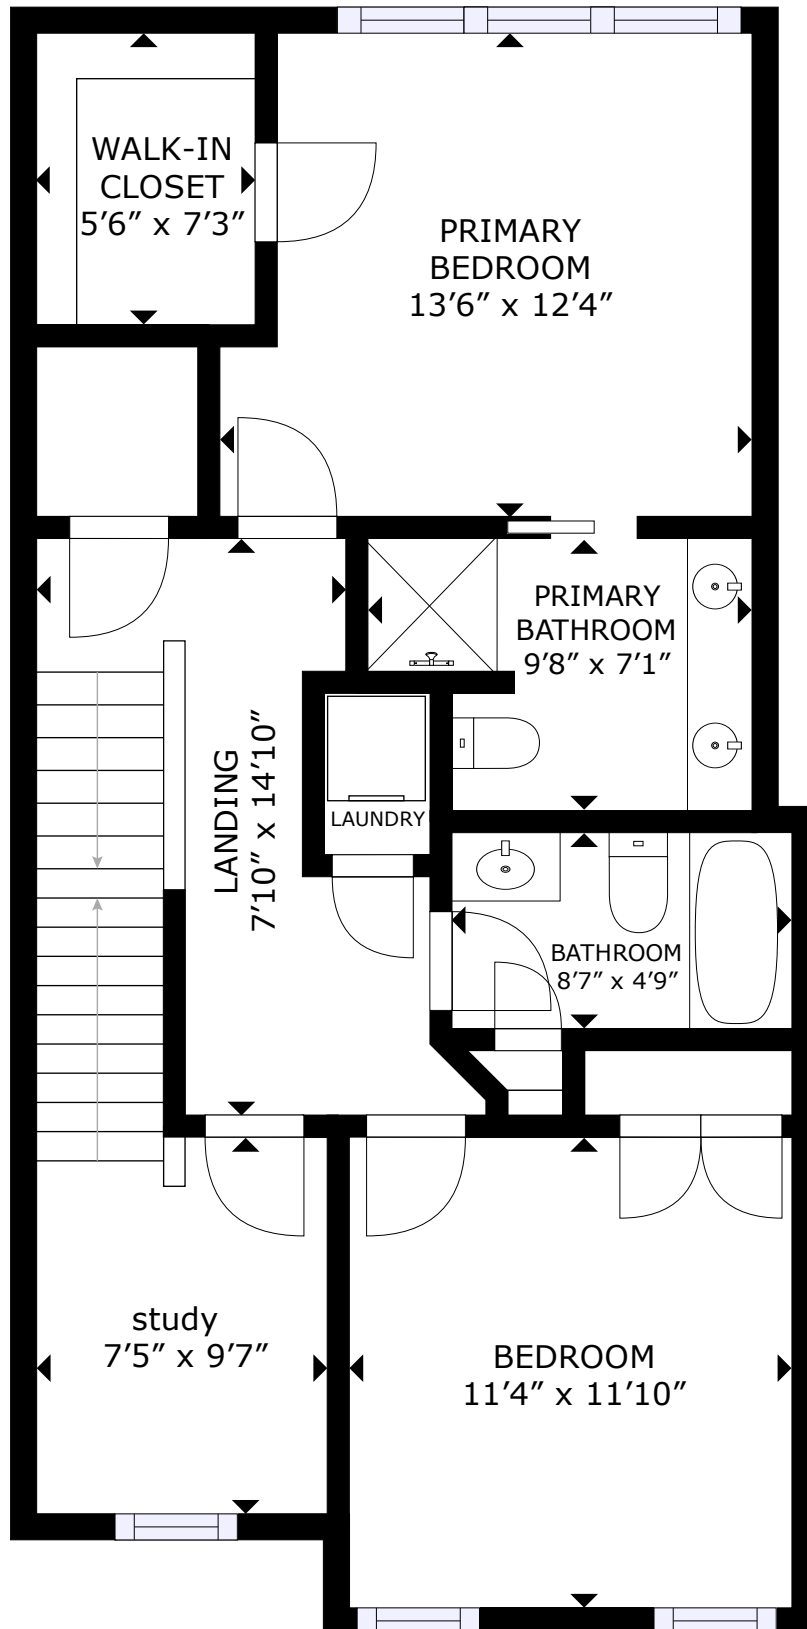 WALK-IN
CLOSET
5′6″ x 7′3″
PRIMARY
BEDROOM
13′6″ x 12′4″
PRIMARY
BATHROOM
9′8″ x 7′1″
LANDING
7′10″ x 14′10″
LAUNDRY
BATHROOM
8′7″ x 4′9″
study
7′5″ x 9′7″
BEDROOM
11′4″ x 11′10″